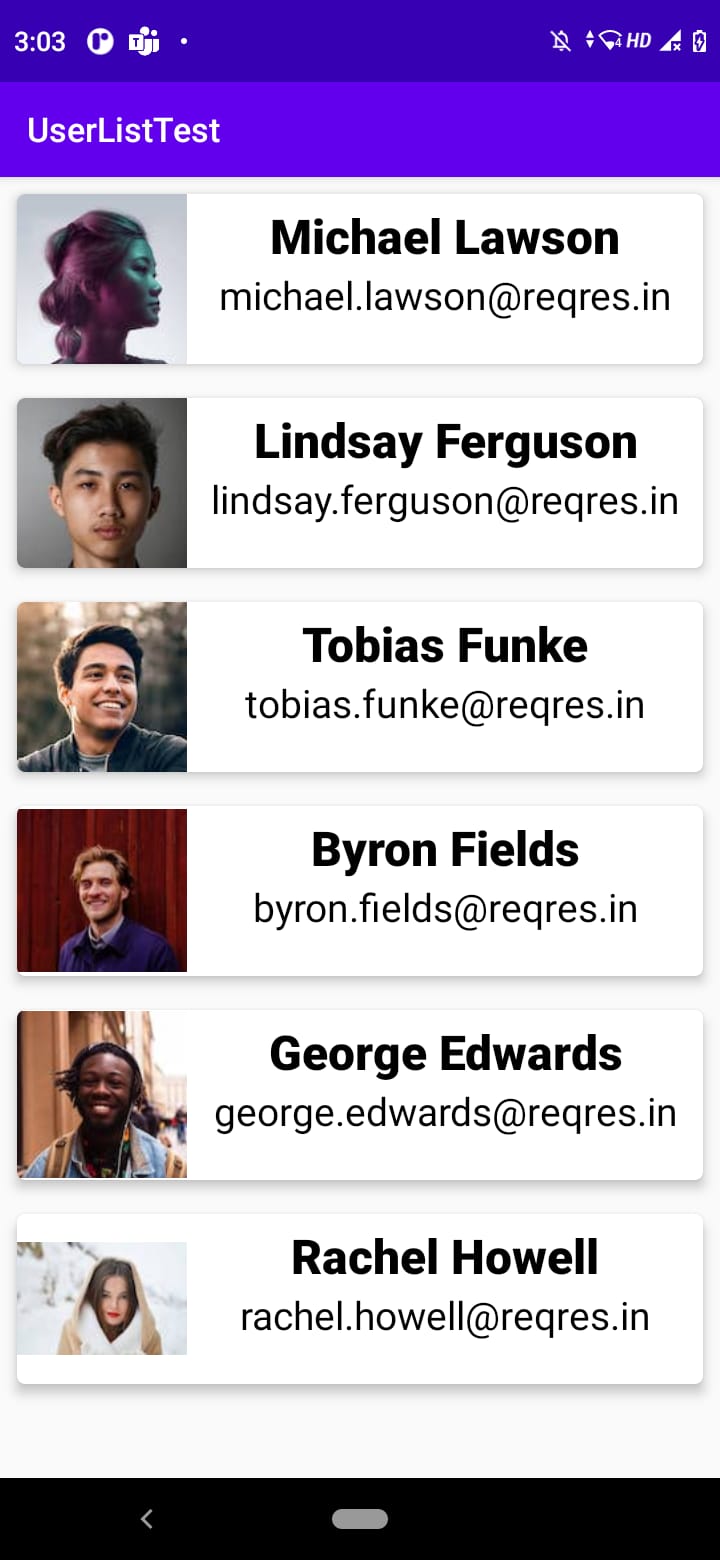 3:03 HD
UserListTest
Michael Lawson
michael.lawson@reqres.in
Lindsay Ferguson
lindsay.ferguson@reqres.in
Tobias Funke
tobias.funke@reqres.in
Byron Fields
byron.fields@reqres.in
George Edwards
george.edwards@reqres.in
Rachel Howell
rachel.howell@reqres.in